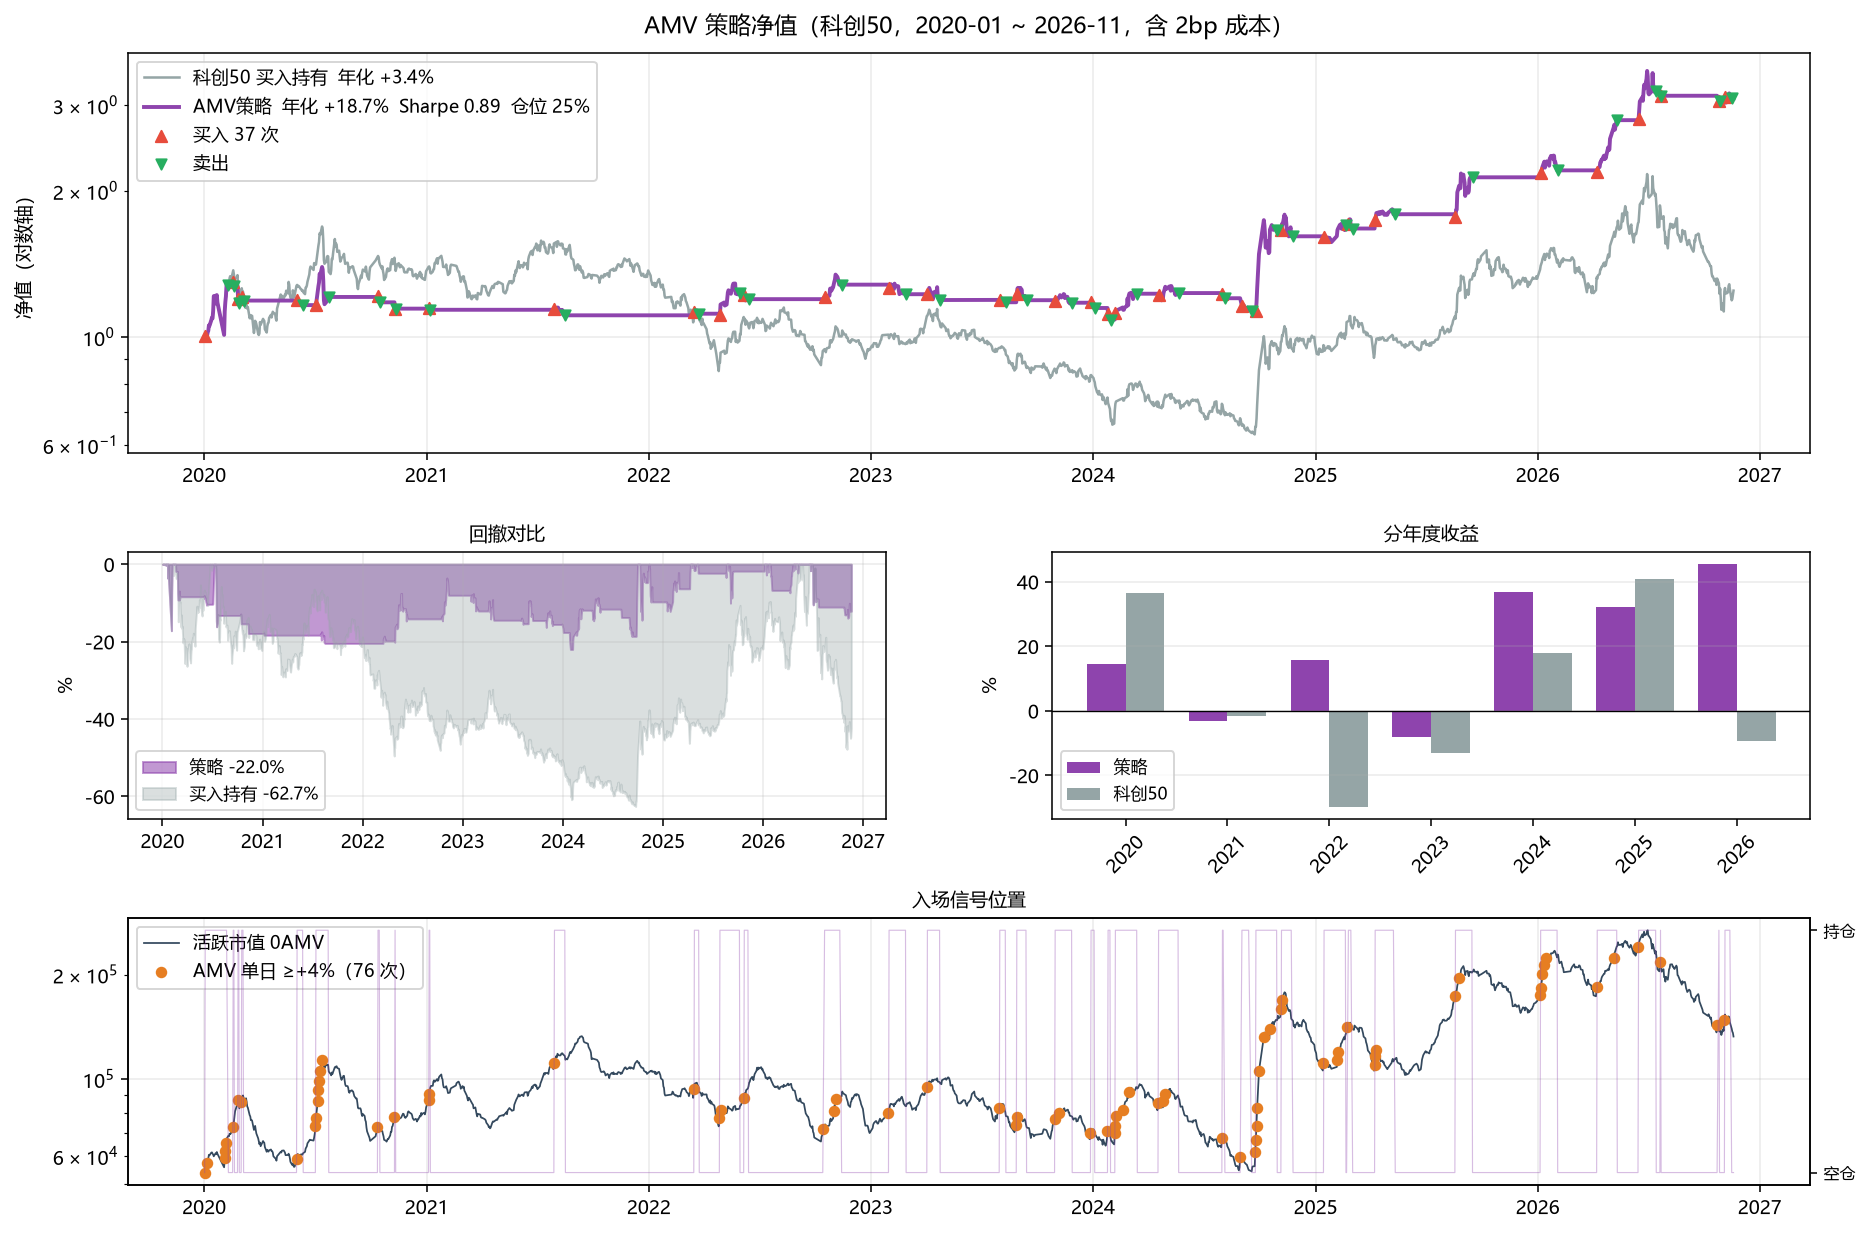 AMV 策略净值（科创50，2020-01 ~ 2026-11，含 2bp 成本）
科创50 买入持有 年化 +3.4%
AMV策略 年化 +18.7% Sharpe 0.89 仓位 25%
买入 37 次
卖出
净值（对数轴）
3 × 10⁰
2 × 10⁰
10⁰
6 × 10⁻¹
2020 2021 2022 2023 2024 2025 2026 2027
回撤对比
%
0
-20
-40
-60
策略 -22.0%
买入持有 -62.7%
2020 2021 2022 2023 2024 2025 2026 2027
分年度收益
%
40
20
0
-20
策略
科创50
2020 2021 2022 2023 2024 2025 2026
入场信号位置
活跃市值 0AMV
AMV 单日 ≥+4%（76 次）
2 × 10⁵
10⁵
6 × 10⁴
持仓
空仓
2020 2021 2022 2023 2024 2025 2026 2027